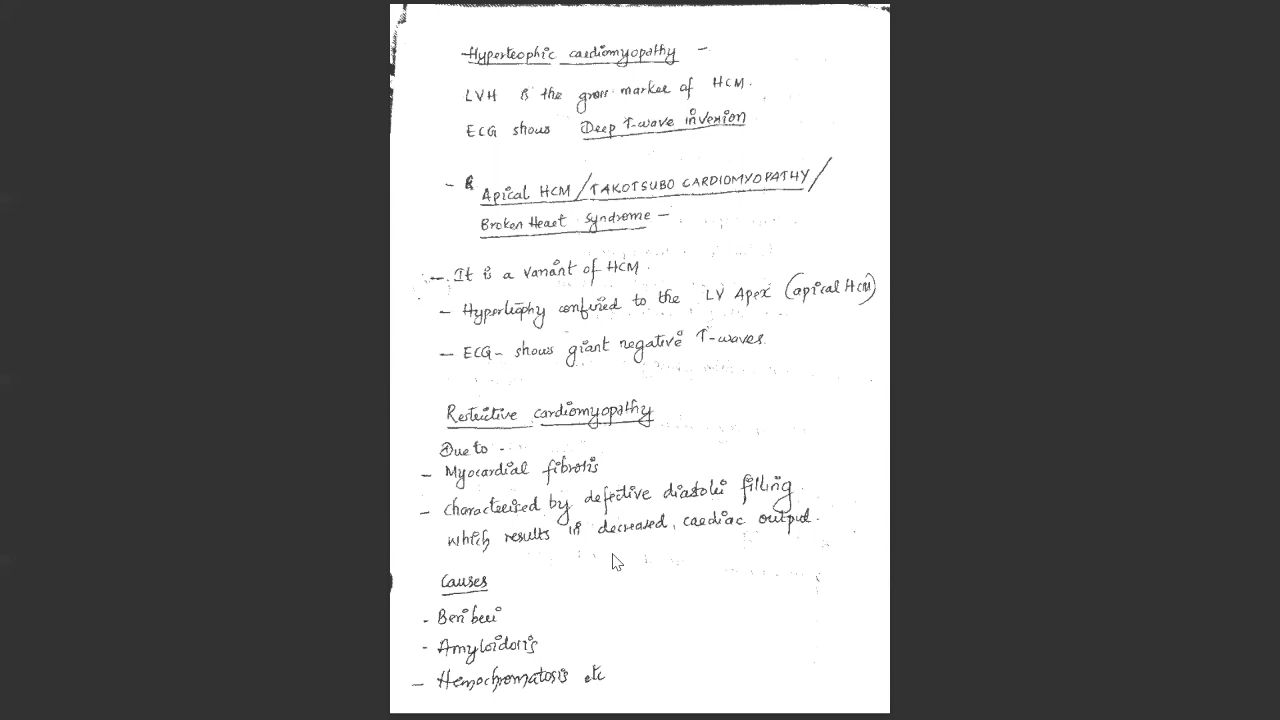 Hypertrophic cardiomyopathy -
LVH is the gross marker of HCM.
ECG shows Deep T-wave inversion
- Apical HCM / TAKOTSUBO CARDIOMYOPATHY /
Broken Heart Syndrome -
- It is a variant of HCM.
- Hypertrophy confined to the LV Apex (apical HCM)
- ECG - shows giant negative T-waves.
Restrictive cardiomyopathy
Due to -
- Myocardial fibrosis
- characterised by defective diastolic filling
which results in decreased cardiac output.
Causes
- Beri beri
- Amyloidosis
- Hemochromatosis etc